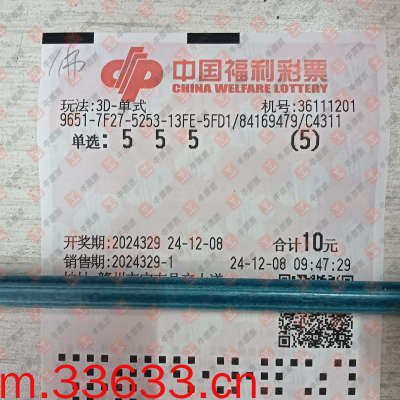 中国福利彩票
CHINA WELFARE LOTTERY
玩法:3D-单式 机号:36111201
9651-7F27-5253-13FE-5FD1/84169479/C4311
单选: 5 5 5 (5)
开奖期:2024329 24-12-08 合计10元
销售期:2024329-1 24-12-08 09:47:29
m.33633.cn